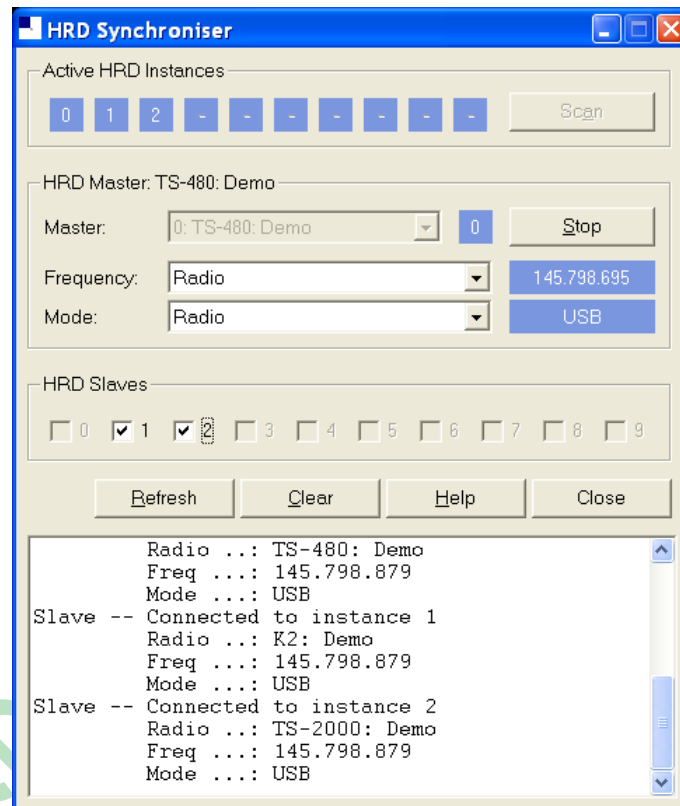 HRD Synchroniser
Active HRD Instances
0 1 2 - - - - - - - Scan
HRD Master: TS-480: Demo
Master: 0: TS-480: Demo 0 Stop
Frequency: Radio 145.798.695
Mode: Radio USB
HRD Slaves
0 1 2 3 4 5 6 7 8 9
Refresh Clear Help Close
Radio ..: TS-480: Demo
Freq ...: 145.798.879
Mode ...: USB
Slave -- Connected to instance 1
Radio ..: K2: Demo
Freq ...: 145.798.879
Mode ...: USB
Slave -- Connected to instance 2
Radio ..: TS-2000: Demo
Freq ...: 145.798.879
Mode ...: USB